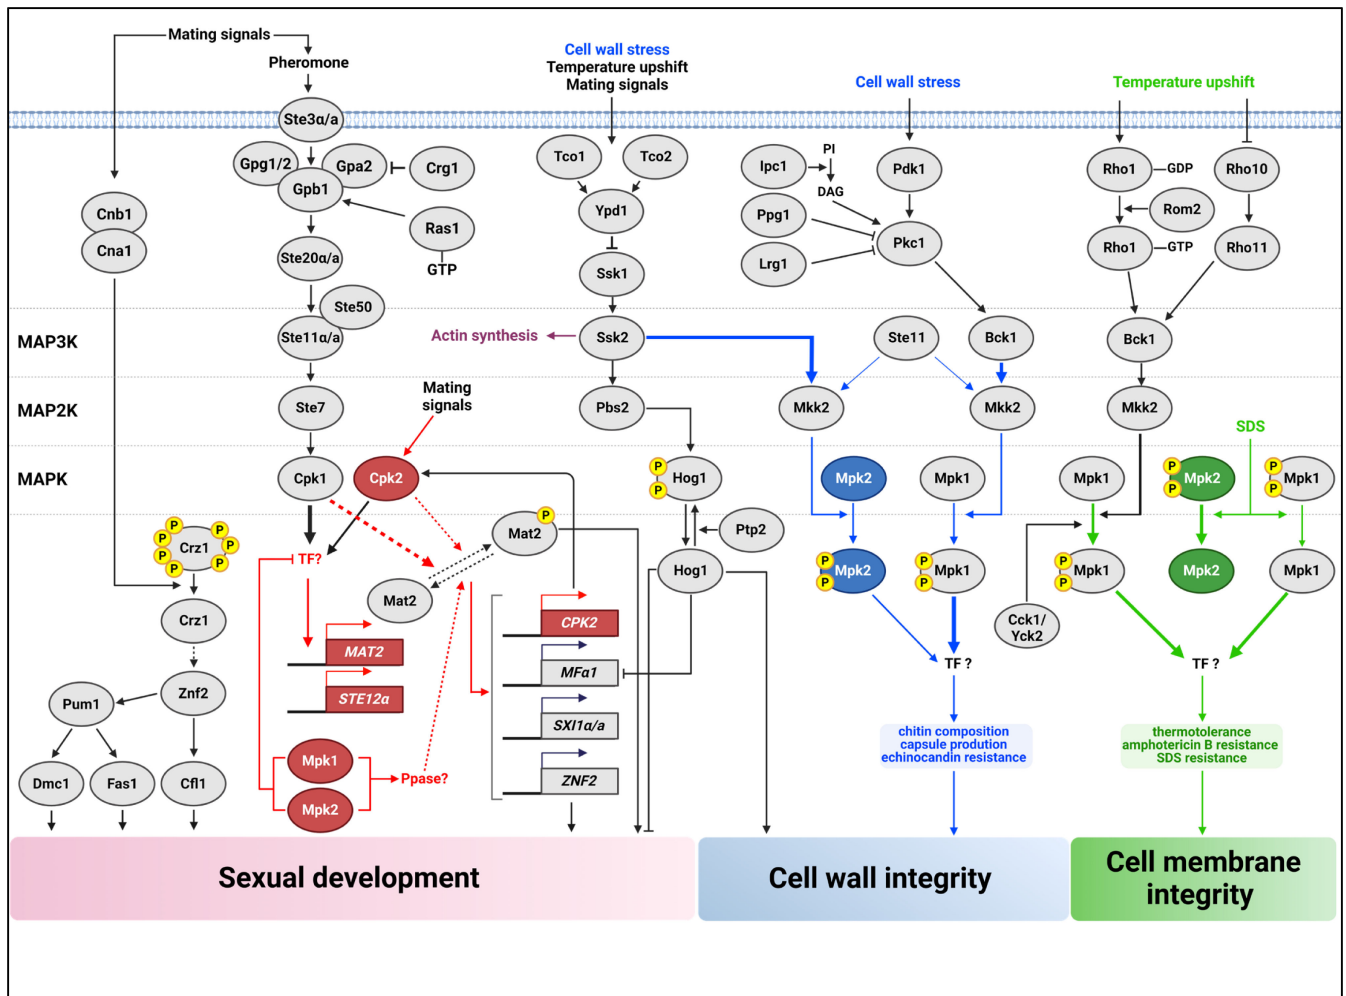 Mating signals
Pheromone
Cell wall stress
Temperature upshift
Mating signals
Cell wall stress
Temperature upshift
Ste3α/a
Gpg1/2
Gpa2
Crg1
Gpb1
Ras1
GTP
Cnb1
Cna1
Ste20α/a
Ste50
Tco1
Tco2
Ypd1
Ssk1
Ipc1
PI
DAG
Pdk1
Ppg1
Pkc1
Lrg1
Rho1
GDP
Rho10
Rom2
Rho1
GTP
Rho11
MAP3K
Ste11α/a
Actin synthesis
Ssk2
Ste11
Bck1
Bck1
MAP2K
Ste7
Mating
signals
Pbs2
Mkk2
Mkk2
Mkk2
SDS
MAPK
Cpk1
Cpk2
P
P
Hog1
Mpk2
Mpk1
Mpk1
P
P
Mpk2
P
P
Mpk1
P
P
P
P
P
P
Crz1
TF?
P
Mat2
Ptp2
Mat2
Hog1
P
P
Mpk2
P
P
Mpk1
P
P
Mpk1
Mpk2
Mpk1
Crz1
CPK2
Cck1/
Yck2
MAT2
MFα1
TF ?
TF ?
Znf2
Pum1
STE12α
SXI1α/a
chitin composition
capsule prodution
echinocandin resistance
thermotolerance
amphotericin B resistance
SDS resistance
Dmc1
Fas1
Cfl1
Mpk1
Ppase?
Mpk2
ZNF2
Sexual development
Cell wall integrity
Cell membrane
integrity